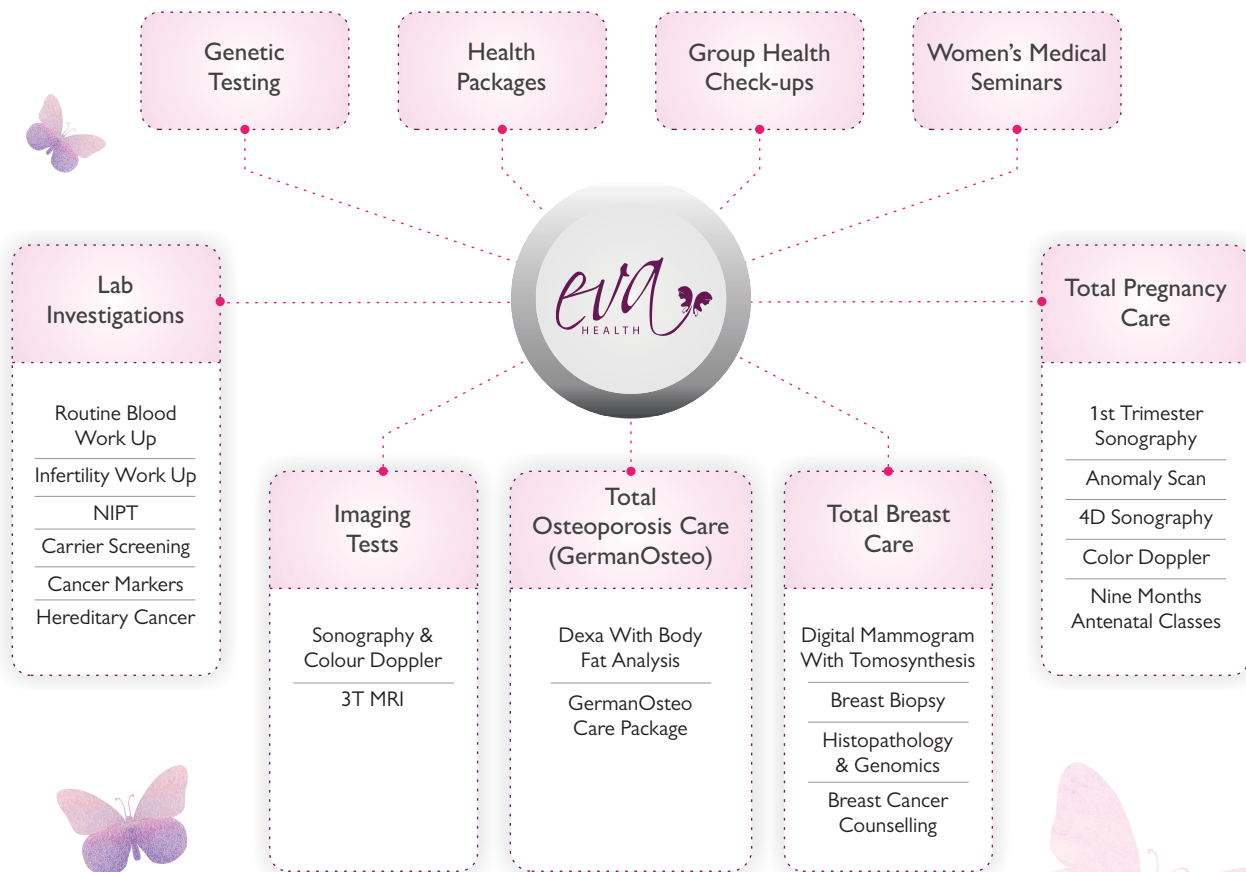 Genetic
Testing
Health
Packages
Group Health
Check-ups
Women's Medical
Seminars
eva
HEALTH
Lab
Investigations
Routine Blood
Work Up
Infertility Work Up
NIPT
Carrier Screening
Cancer Markers
Hereditary Cancer
Imaging
Tests
Sonography &
Colour Doppler
3T MRI
Total
Osteoporosis Care
(GermanOsteo)
Dexa With Body
Fat Analysis
GermanOsteo
Care Package
Total Breast
Care
Digital Mammogram
With Tomosynthesis
Breast Biopsy
Histopathology
& Genomics
Breast Cancer
Counselling
Total Pregnancy
Care
1st Trimester
Sonography
Anomaly Scan
4D Sonography
Color Doppler
Nine Months
Antenatal Classes